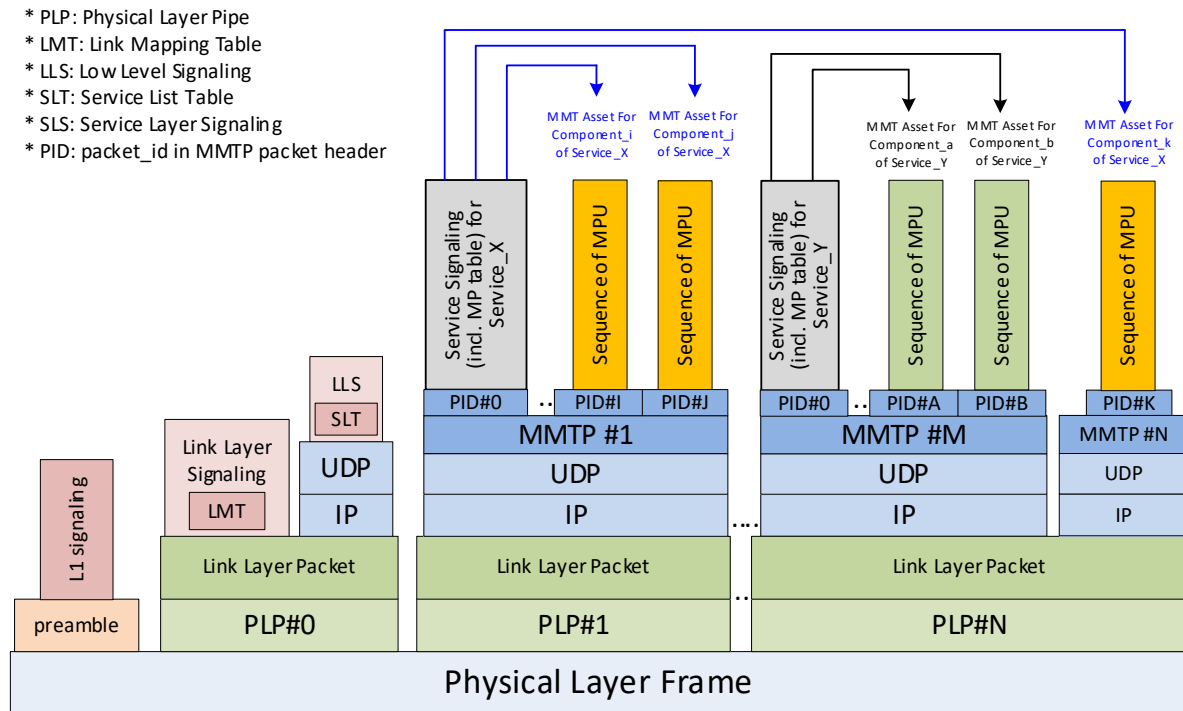 * PLP: Physical Layer Pipe
* LMT: Link Mapping Table
* LLS: Low Level Signaling
* SLT: Service List Table
* SLS: Service Layer Signaling
* PID: packet_id in MMTP packet header
MMT Asset For
Component_i
of Service_X
MMT Asset For
Component_j
of Service_X
MMT Asset For
Component_a
of Service_Y
MMT Asset For
Component_b
of Service_Y
MMT Asset For
Component_k
of Service_X
Service Signaling
(incl. MP table) for
Service_X
Sequence of MPU
Sequence of MPU
Service Signaling
(incl. MP table) for
Service_Y
Sequence of MPU
Sequence of MPU
Sequence of MPU
LLS
SLT
PID#0
..
PID#I
PID#J
PID#0
..
PID#A
PID#B
PID#K
Link Layer
Signaling
LMT
UDP
IP
MMTP #1
UDP
IP
.....
MMTP #M
UDP
IP
MMTP #N
UDP
IP
L1 signaling
Link Layer Packet
Link Layer Packet
..
Link Layer Packet
preamble
PLP#0
PLP#1
PLP#N
Physical Layer Frame